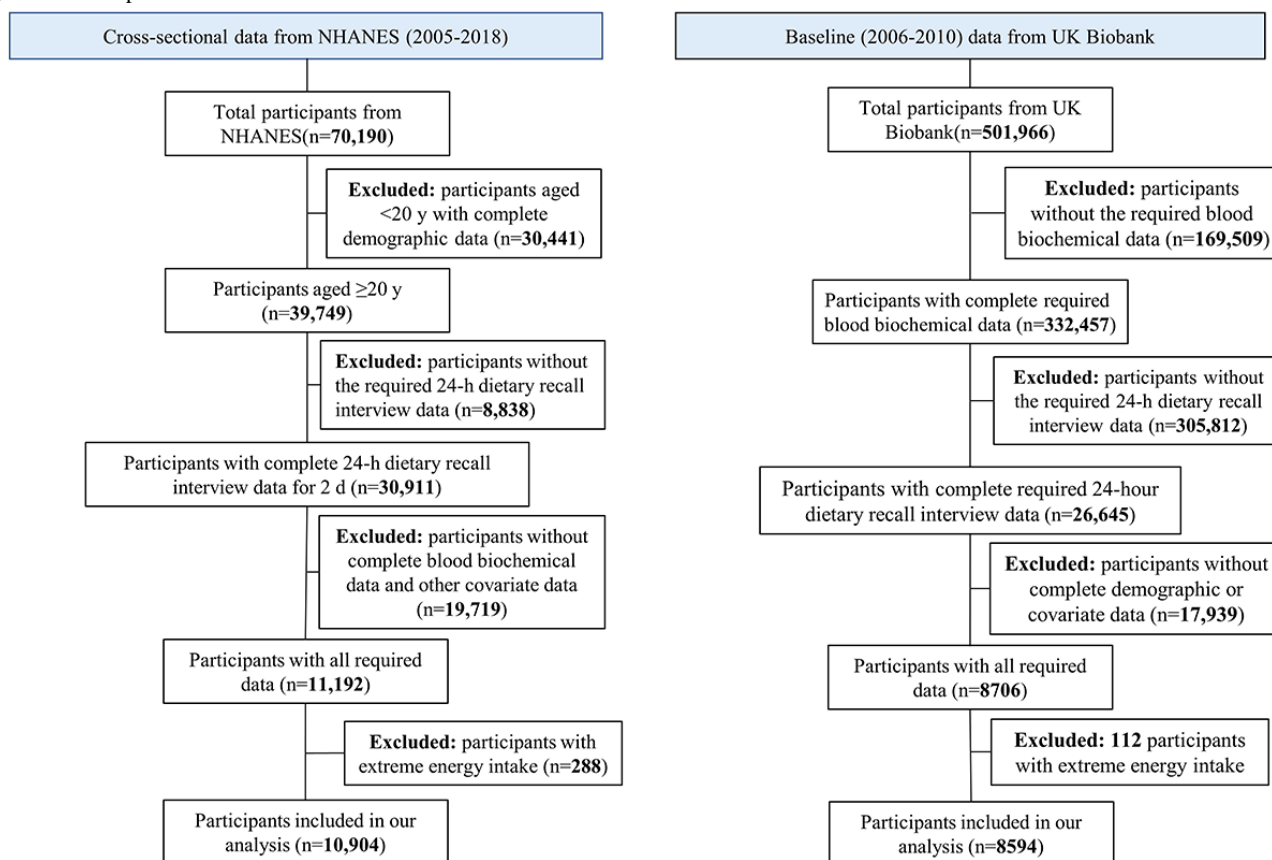 Cross-sectional data from NHANES (2005-2018)
Total participants from
NHANES(n=70,190)
Excluded: participants aged
<20 y with complete
demographic data (n=30,441)
Participants aged ≥20 y
(n=39,749)
Excluded: participants without
the required 24-h dietary recall
interview data (n=8,838)
Participants with complete 24-h dietary recall
interview data for 2 d (n=30,911)
Excluded: participants without
complete blood biochemical
data and other covariate data
(n=19,719)
Participants with all required
data (n=11,192)
Excluded: participants with
extreme energy intake (n=288)
Participants included in our
analysis (n=10,904)
Baseline (2006-2010) data from UK Biobank
Total participants from UK
Biobank(n=501,966)
Excluded: participants
without the required blood
biochemical data (n=169,509)
Participants with complete required
blood biochemical data (n=332,457)
Excluded: participants without
the required 24-h dietary recall
interview data (n=305,812)
Participants with complete required 24-hour
dietary recall interview data (n=26,645)
Excluded: participants without
complete demographic or
covariate data (n=17,939)
Participants with all required
data (n=8706)
Excluded: 112 participants
with extreme energy intake
Participants included in our
analysis (n=8594)